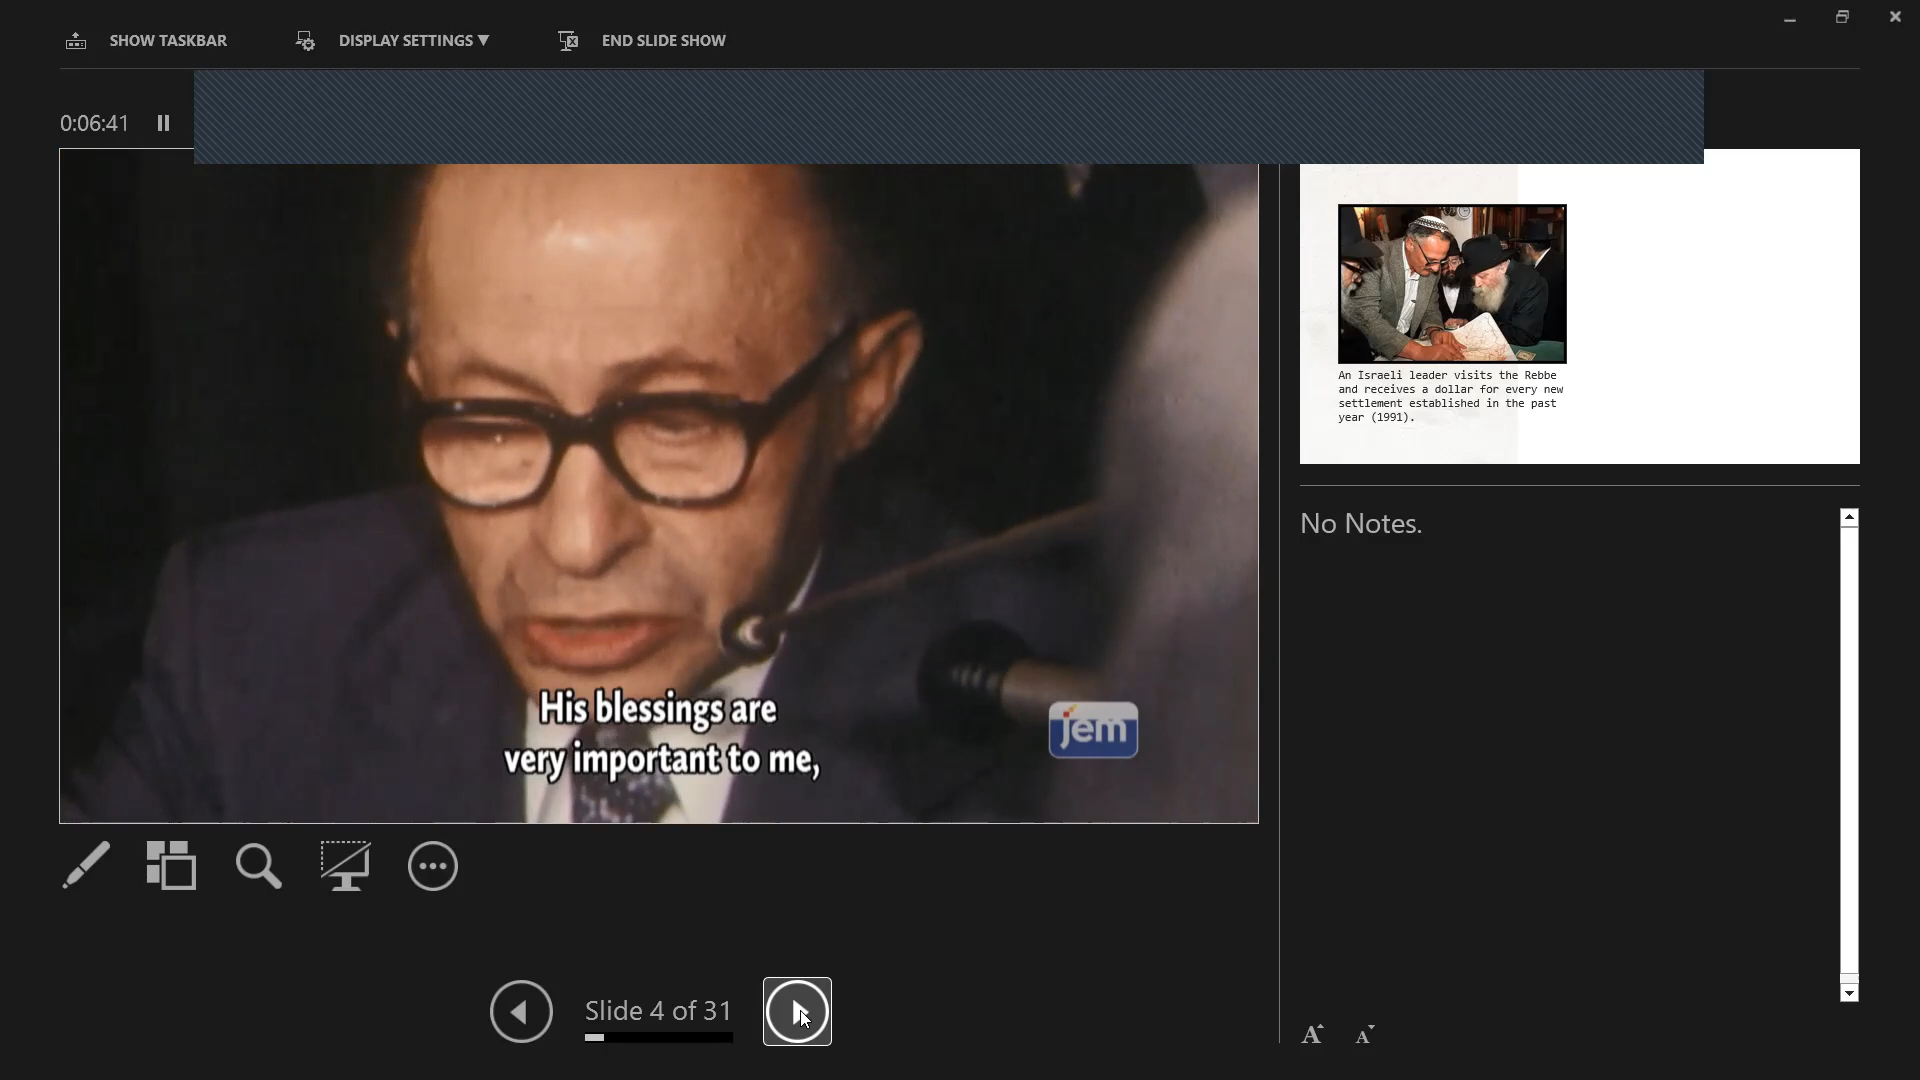 SHOW TASKBAR
DISPLAY SETTINGS ▼
END SLIDE SHOW
0:06:41
His blessings are
very important to me,
jem
An Israeli leader visits the Rebbe
and receives a dollar for every new
settlement established in the past
year (1991).
No Notes.
Slide 4 of 31
A A